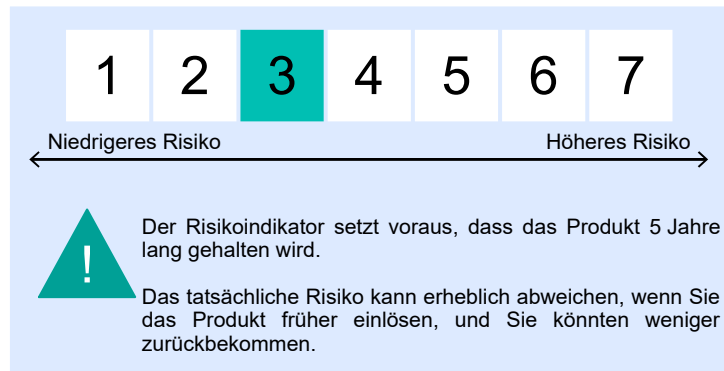 1 2 3 4 5 6 7
Niedrigeres Risiko Höheres Risiko
!
Der Risikoindikator setzt voraus, dass das Produkt 5 Jahre
lang gehalten wird.
Das tatsächliche Risiko kann erheblich abweichen, wenn Sie
das Produkt früher einlösen, und Sie könnten weniger
zurückbekommen.